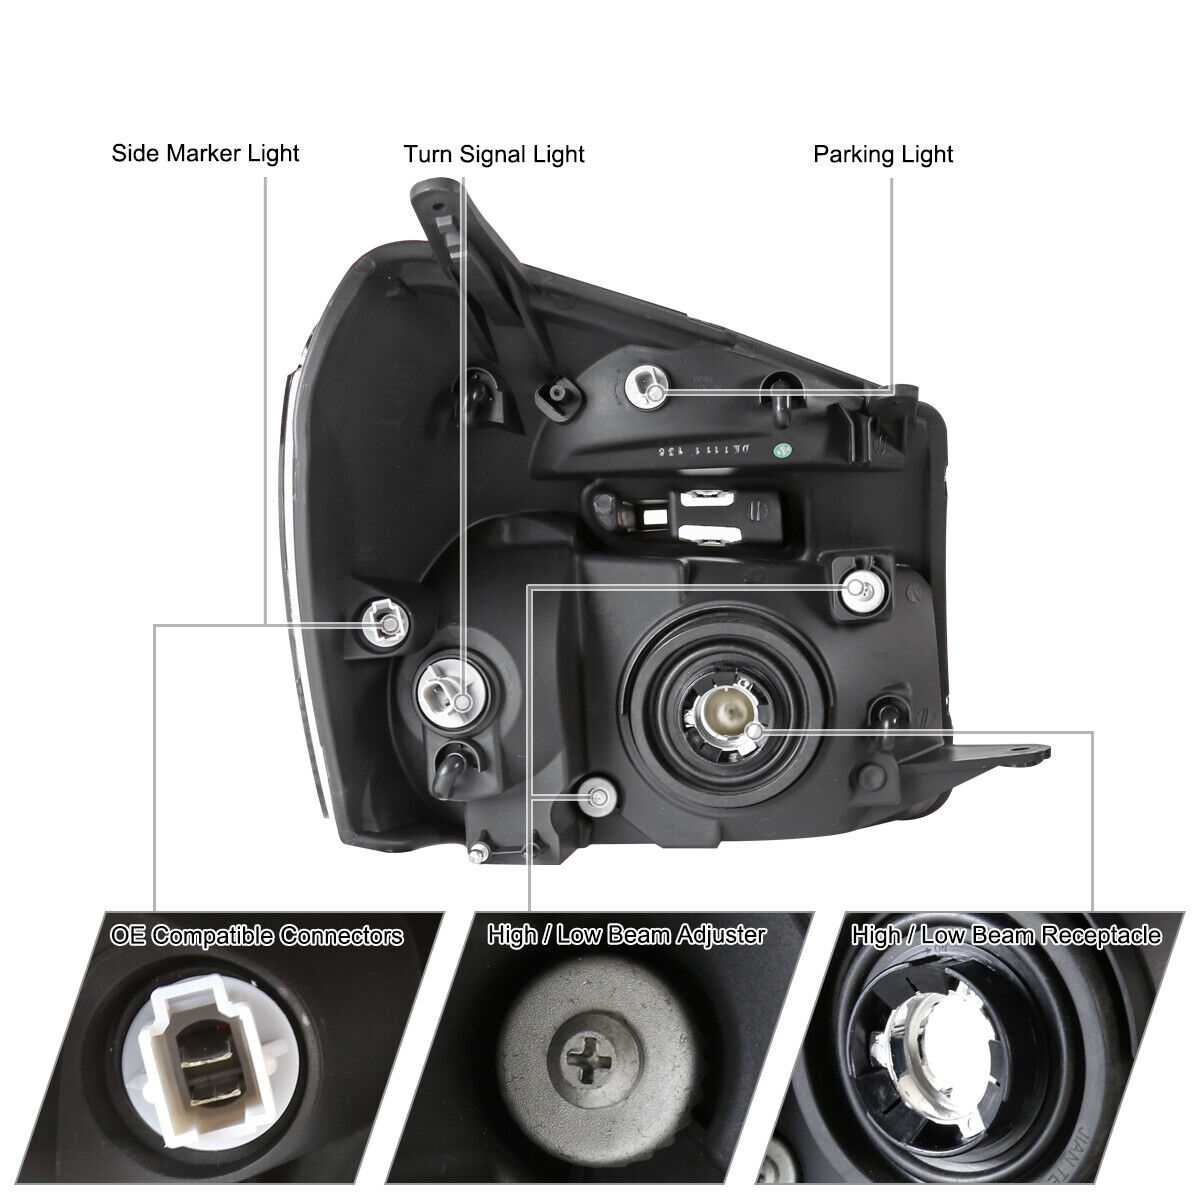 Side Marker Light
Turn Signal Light
Parking Light
OE Compatible Connectors
High / Low Beam Adjuster
High / Low Beam Receptacle